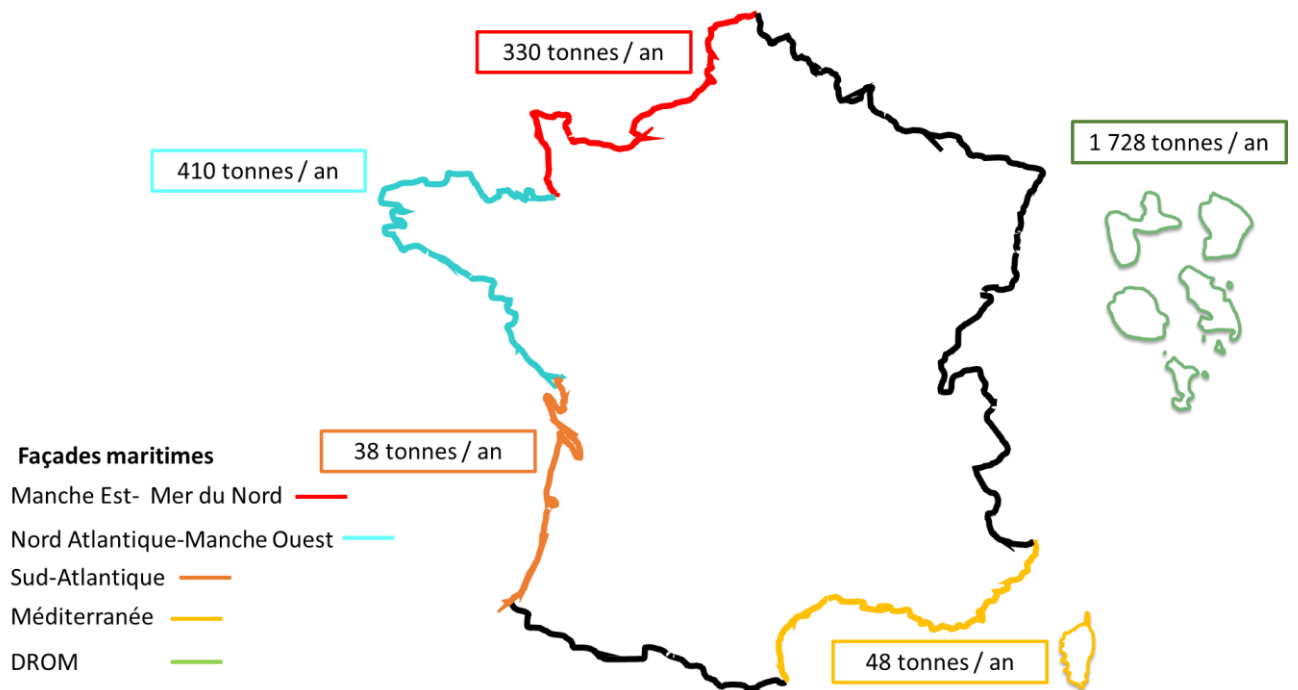 330 tonnes / an
1 728 tonnes / an
410 tonnes / an
38 tonnes / an
Façades maritimes
Manche Est- Mer du Nord
Nord Atlantique-Manche Ouest
Sud-Atlantique
Méditerranée
DROM
48 tonnes / an